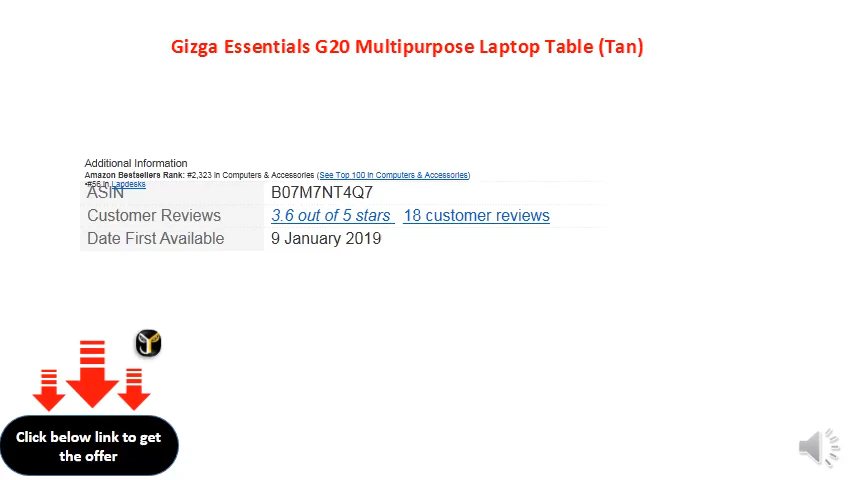 Gizga Essentials G20 Multipurpose Laptop Table (Tan)
Additional Information
Amazon Bestsellers Rank: #2,323 in Computers & Accessories (See Top 100 in Computers & Accessories)
•#56 in Lapdesks
ASIN B07M7NT4Q7
Customer Reviews 3.6 out of 5 stars 18 customer reviews
Date First Available 9 January 2019
Click below link to get
the offer